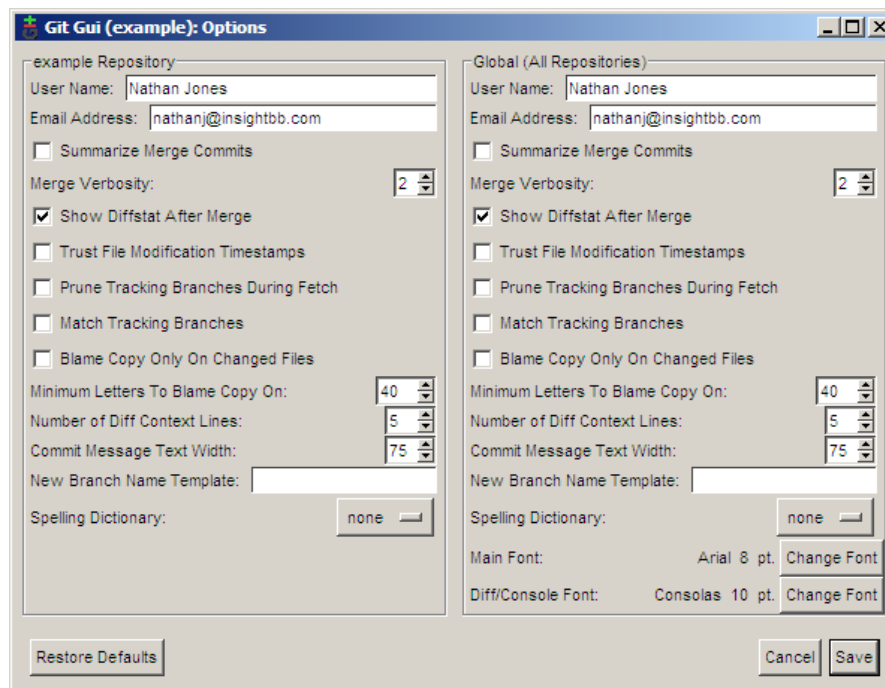 Git Gui (example): Options
example Repository
User Name: Nathan Jones
Email Address: nathanj@insightbb.com
Summarize Merge Commits
Merge Verbosity: 2
Show Diffstat After Merge
Trust File Modification Timestamps
Prune Tracking Branches During Fetch
Match Tracking Branches
Blame Copy Only On Changed Files
Minimum Letters To Blame Copy On: 40
Number of Diff Context Lines: 5
Commit Message Text Width: 75
New Branch Name Template:
Spelling Dictionary: none
Global (All Repositories)
User Name: Nathan Jones
Email Address: nathanj@insightbb.com
Summarize Merge Commits
Merge Verbosity: 2
Show Diffstat After Merge
Trust File Modification Timestamps
Prune Tracking Branches During Fetch
Match Tracking Branches
Blame Copy Only On Changed Files
Minimum Letters To Blame Copy On: 40
Number of Diff Context Lines: 5
Commit Message Text Width: 75
New Branch Name Template:
Spelling Dictionary: none
Main Font: Arial 8 pt. Change Font
Diff/Console Font: Consolas 10 pt. Change Font
Restore Defaults Cancel Save